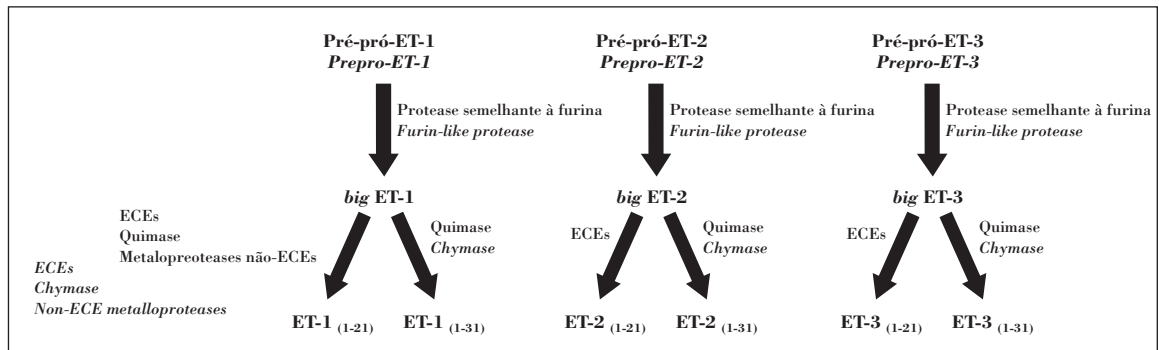 Pré-pró-ET-1
Prepro-ET-1
Pré-pró-ET-2
Prepro-ET-2
Pré-pró-ET-3
Prepro-ET-3
Protease semelhante à furina
Furin-like protease
Protease semelhante à furina
Furin-like protease
Protease semelhante à furina
Furin-like protease
big ET-1
big ET-2
big ET-3
ECEs
Quimase
Metalopreoteases não-ECEs
ECEs
Chymase
Non-ECE metalloproteases
Quimase
Chymase
ECEs
Quimase
Chymase
ECEs
Quimase
Chymase
ET-1 (1-21)
ET-1 (1-31)
ET-2 (1-21)
ET-2 (1-31)
ET-3 (1-21)
ET-3 (1-31)